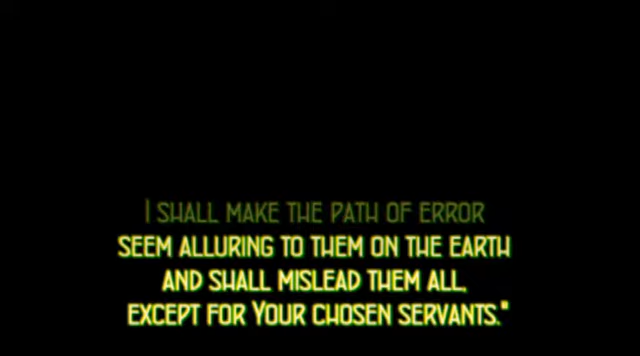 I SHALL MAKE THE PATH OF ERROR
SEEM ALLURING TO THEM ON THE EARTH
AND SHALL MISLEAD THEM ALL,
EXCEPT FOR YOUR CHOSEN SERVANTS."